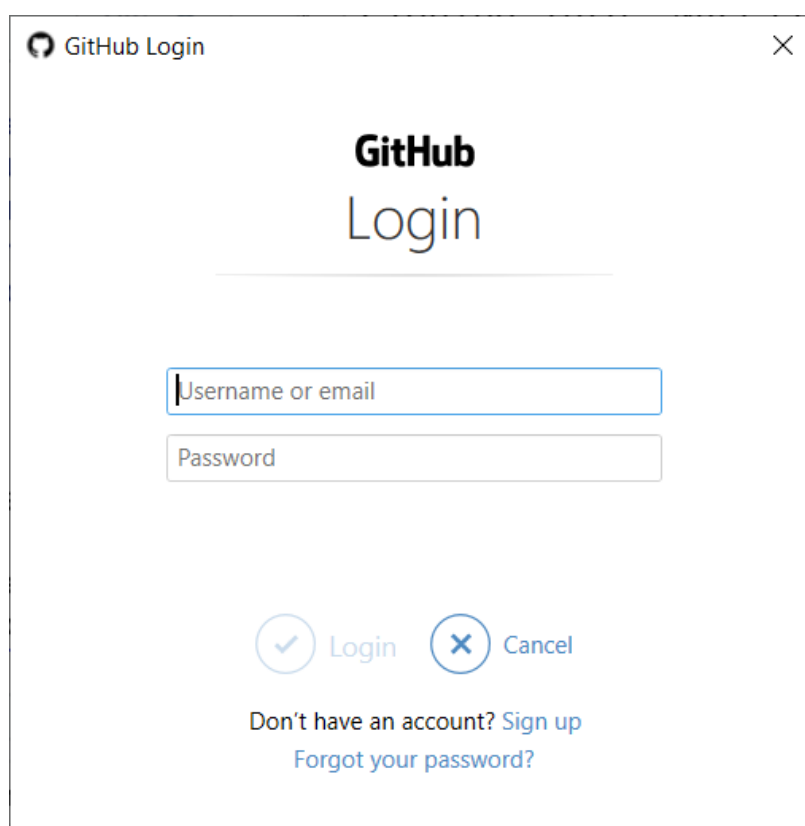 GitHub Login
GitHub
Login
Username or email
Password
Login Cancel
Don't have an account? Sign up
Forgot your password?